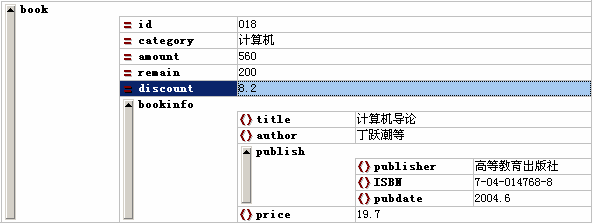 book
= id 018
= category 计算机
= amount 560
= remain 200
= discount 8.2
bookinfo
() title 计算机导论
() author 丁跃潮等
publish
() publisher 高等教育出版社
() ISBN 7-04-014768-8
() pubdate 2004.6
() price 19.7